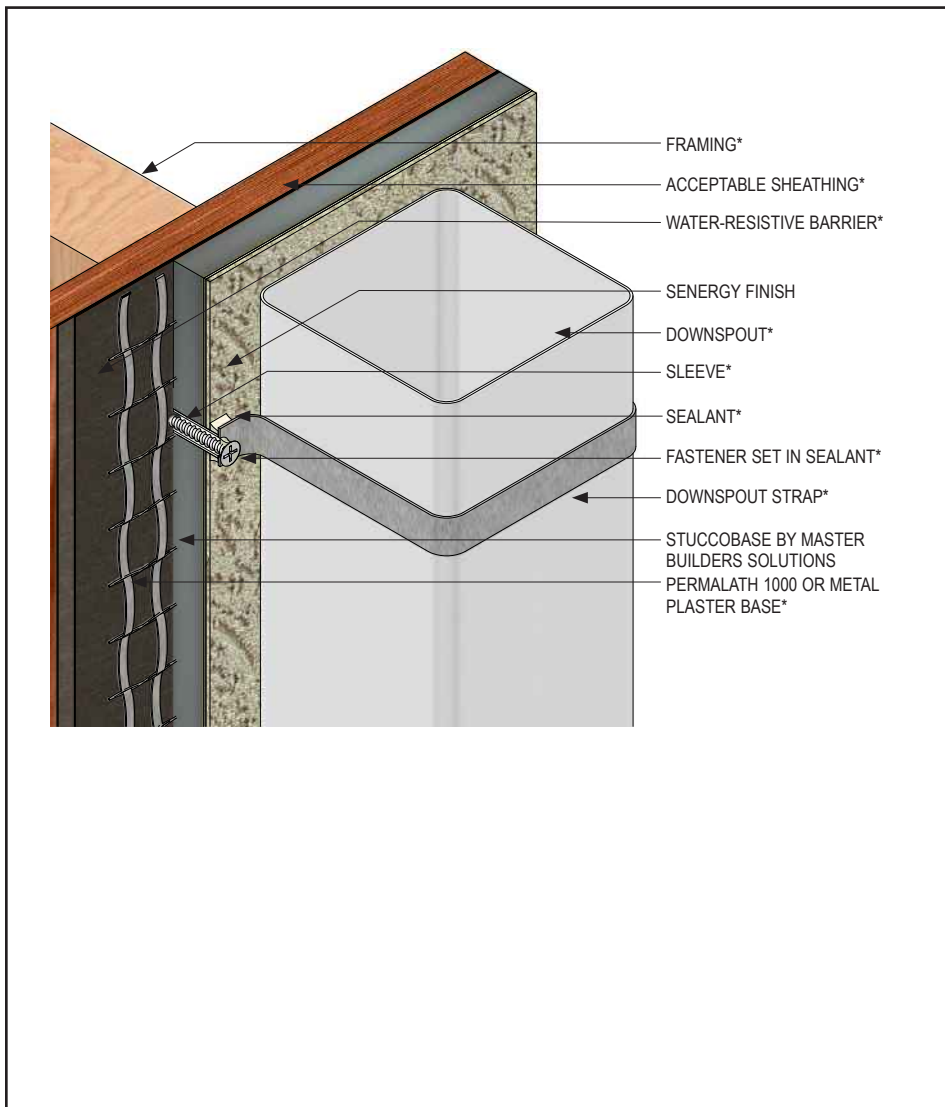 FRAMING*
ACCEPTABLE SHEATHING*
WATER-RESISTIVE BARRIER*
SENERGY FINISH
DOWNSPOUT*
SLEEVE*
SEALANT*
FASTENER SET IN SEALANT*
DOWNSPOUT STRAP*
STUCCOBASE BY MASTER
BUILDERS SOLUTIONS
PERMALATH 1000 OR METAL
PLASTER BASE*